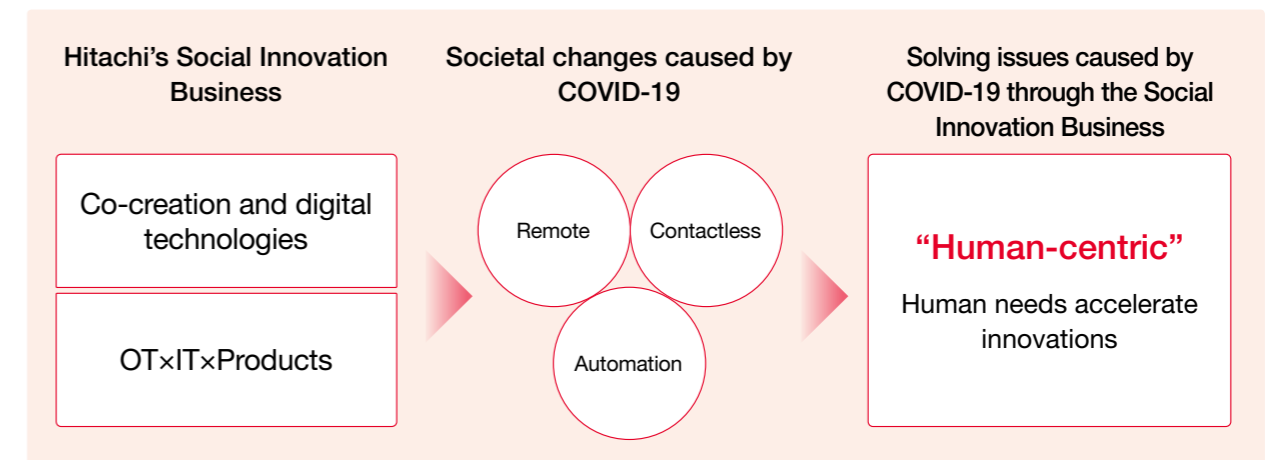 Hitachi’s Social Innovation
Business
Co-creation and digital
technologies
OT×IT×Products
Societal changes caused by
COVID-19
Remote
Contactless
Automation
Solving issues caused by
COVID-19 through the Social
Innovation Business
“Human-centric”
Human needs accelerate
innovations